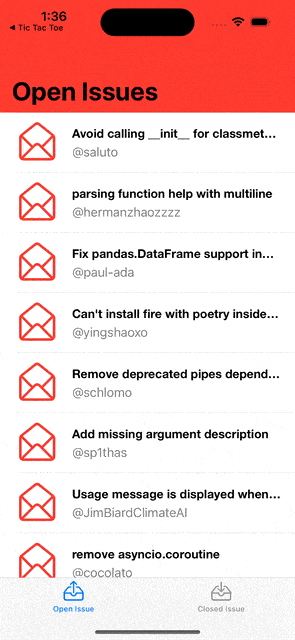 1:36
◀ Tic Tac Toe
Open Issues
Avoid calling __init__ for classmet...
@saluto
parsing function help with multiline
@hermanzhaozzzz
Fix pandas.DataFrame support in...
@paul-ada
Can't install fire with poetry inside...
@yingshaoxo
Remove deprecated pipes depend...
@schlomo
Add missing argument description
@sp1thas
Usage message is displayed when...
@JimBiardClimateAI
remove asyncio.coroutine
@cocolato
Open Issue
Closed Issue